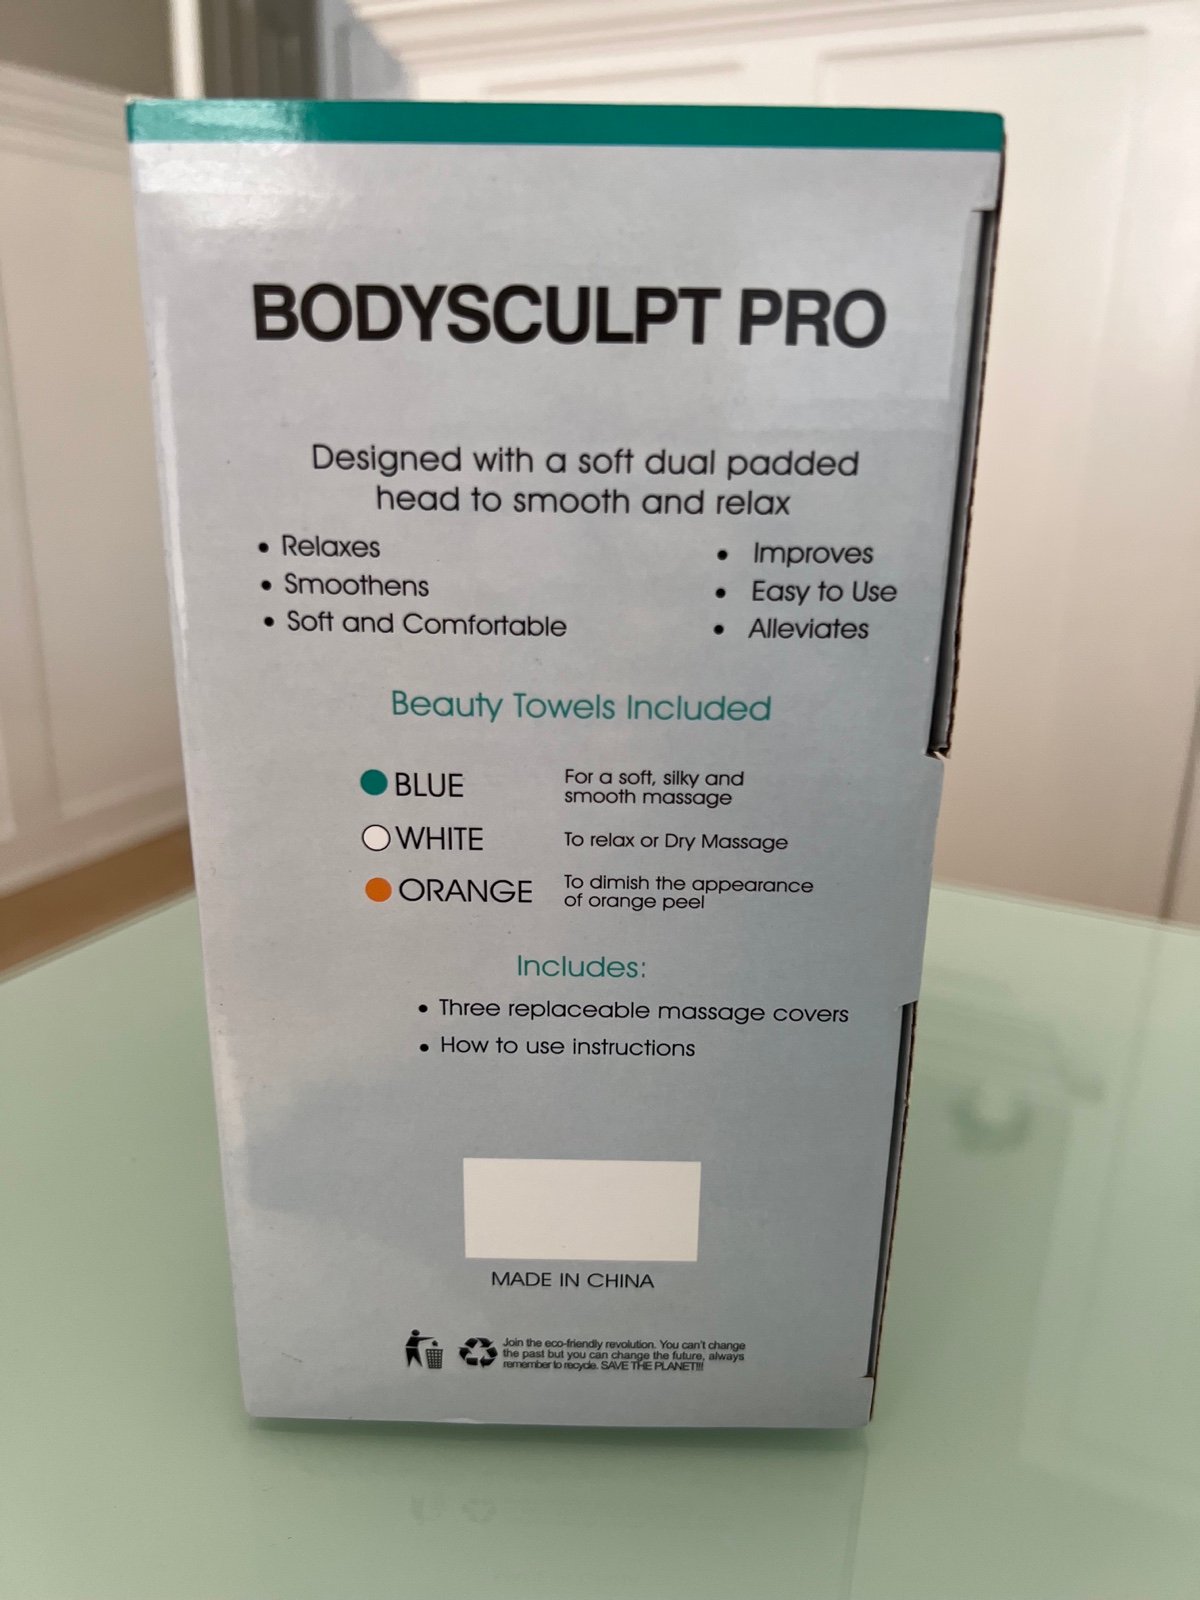 BODYSCULPT PRO
Designed with a soft dual padded
head to smooth and relax
• Relaxes
• Smoothens
• Soft and Comfortable
• Improves
• Easy to Use
• Alleviates
Beauty Towels Included
BLUE
For a soft, silky and
smooth massage
WHITE
To relax or Dry Massage
ORANGE
To dimish the appearance
of orange peel
Includes:
• Three replaceable massage covers
• How to use instructions
MADE IN CHINA
Join the eco-friendly revolution. You can't change
the past but you can change the future, always
remember to recycle. SAVE THE PLANET!!!